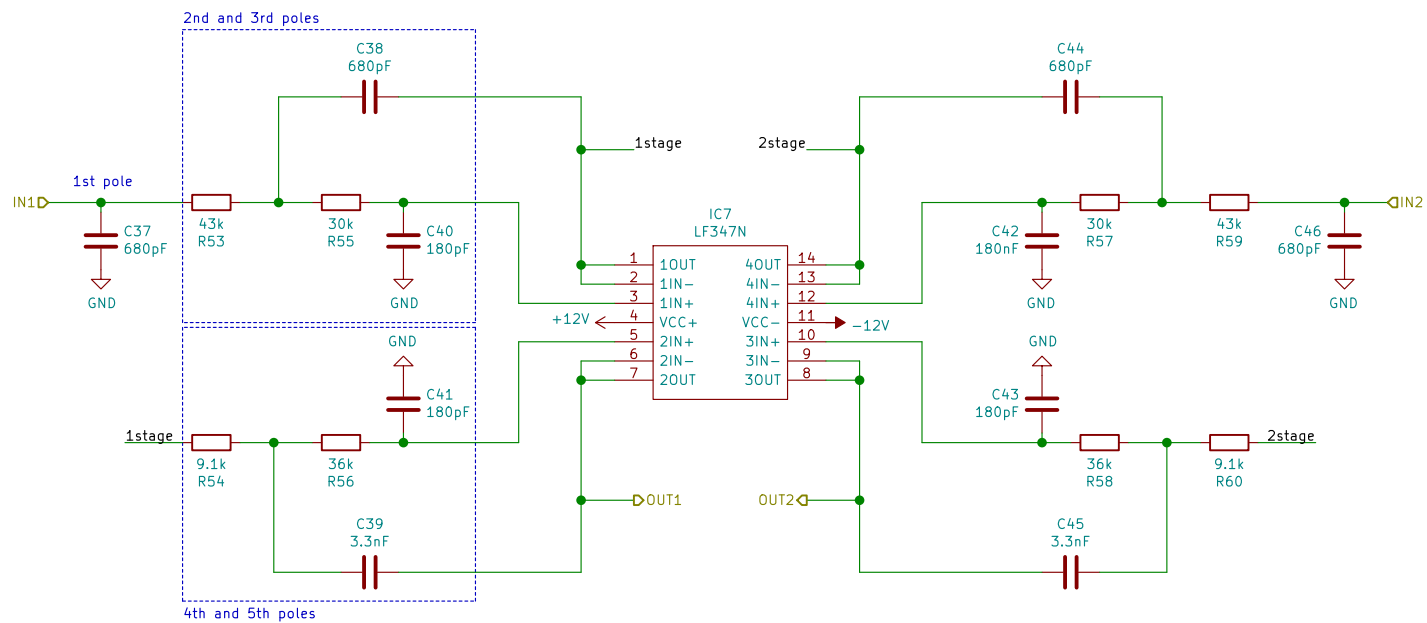 2nd and 3rd poles
C38
680pF
C44
680pF
1stage
2stage
1st pole
IN1
IN2
43k
R53
30k
R55
C37
680pF
C40
180pF
GND
GND
IC7
LF347N
C42
180nF
30k
R57
43k
R59
C46
680pF
GND
GND
1
1OUT
4OUT
14
2
1IN-
4IN-
13
3
1IN+
4IN+
12
+12V
4
VCC+
VCC-
11
-12V
5
2IN+
3IN+
10
6
2IN-
3IN-
9
7
2OUT
3OUT
8
GND
GND
C41
180pF
C43
180pF
1stage
2stage
9.1k
R54
36k
R56
36k
R58
9.1k
R60
OUT1
OUT2
C39
3.3nF
C45
3.3nF
4th and 5th poles